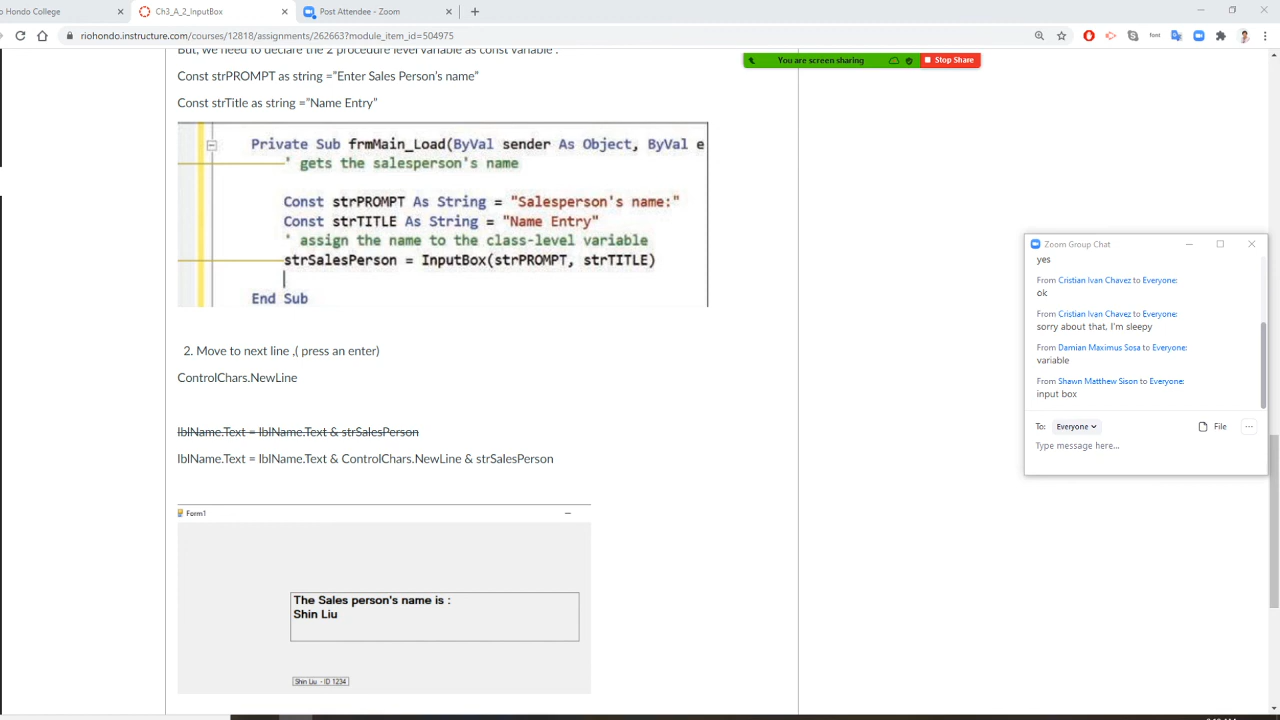 o Hondo College
Ch3_A_2_InputBox
Post Attendee - Zoom
riohondo.instructure.com/courses/12818/assignments/262663?module_item_id=504975
You are screen sharing
Stop Share
But, we need to declare the 2 procedure level variable as const variable .
Const strPROMPT as string =”Enter Sales Person’s name”
Const strTitle as string =”Name Entry”
Private Sub frmMain_Load(ByVal sender As Object, ByVal e
' gets the salesperson's name
Const strPROMPT As String = "Salesperson's name:"
Const strTITLE As String = "Name Entry"
' assign the name to the class-level variable
strSalesPerson = InputBox(strPROMPT, strTITLE)
End Sub
2. Move to next line ,( press an enter)
ControlChars.NewLine
lblName.Text = lblName.Text & strSalesPerson
lblName.Text = lblName.Text & ControlChars.NewLine & strSalesPerson
Form1
The Sales person's name is :
Shin Liu
Shin Liu - ID 1234
Zoom Group Chat
yes
From Cristian Ivan Chavez to Everyone:
ok
From Cristian Ivan Chavez to Everyone:
sorry about that, I'm sleepy
From Damian Maximus Sosa to Everyone:
variable
From Shawn Matthew Sison to Everyone:
input box
To: Everyone
File
Type message here...